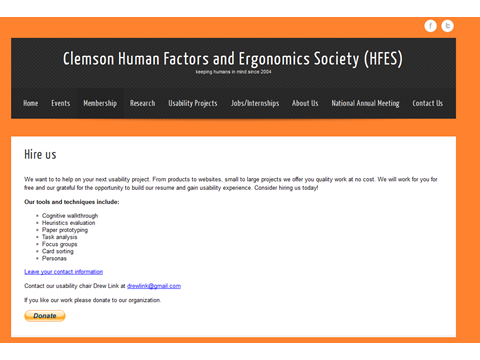 f t
Clemson Human Factors and Ergonomics Society (HFES)
keeping humans in mind since 2004
Home Events Membership Research Usability Projects Jobs/Internships About Us National Annual Meeting Contact Us
Hire us
We want to to help on your next usability project. From products to websites, small to large projects we offer you quality work at no cost. We will work for you for
free and our grateful for the opportunity to build our resume and gain usability experience. Consider hiring us today!
Our tools and techniques include:
Cognitive walkthrough
Heuristics evaluation
Paper prototyping
Task analysis
Focus groups
Card sorting
Personas
Leave your contact information
Contact our usability chair Drew Link at drewlink@gmail.com
If you like our work please donate to our organization.
Donate